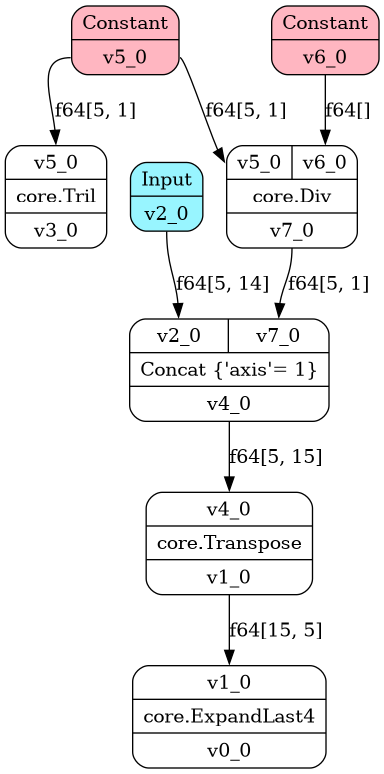 Constant
v5_0
Constant
v6_0
f64[5, 1]
f64[5, 1]
f64[]
v5_0
core.Tril
v3_0
Input
v2_0
v5_0 v6_0
core.Div
v7_0
f64[5, 14]
f64[5, 1]
v2_0 v7_0
Concat {'axis'= 1}
v4_0
f64[5, 15]
v4_0
core.Transpose
v1_0
f64[15, 5]
v1_0
core.ExpandLast4
v0_0